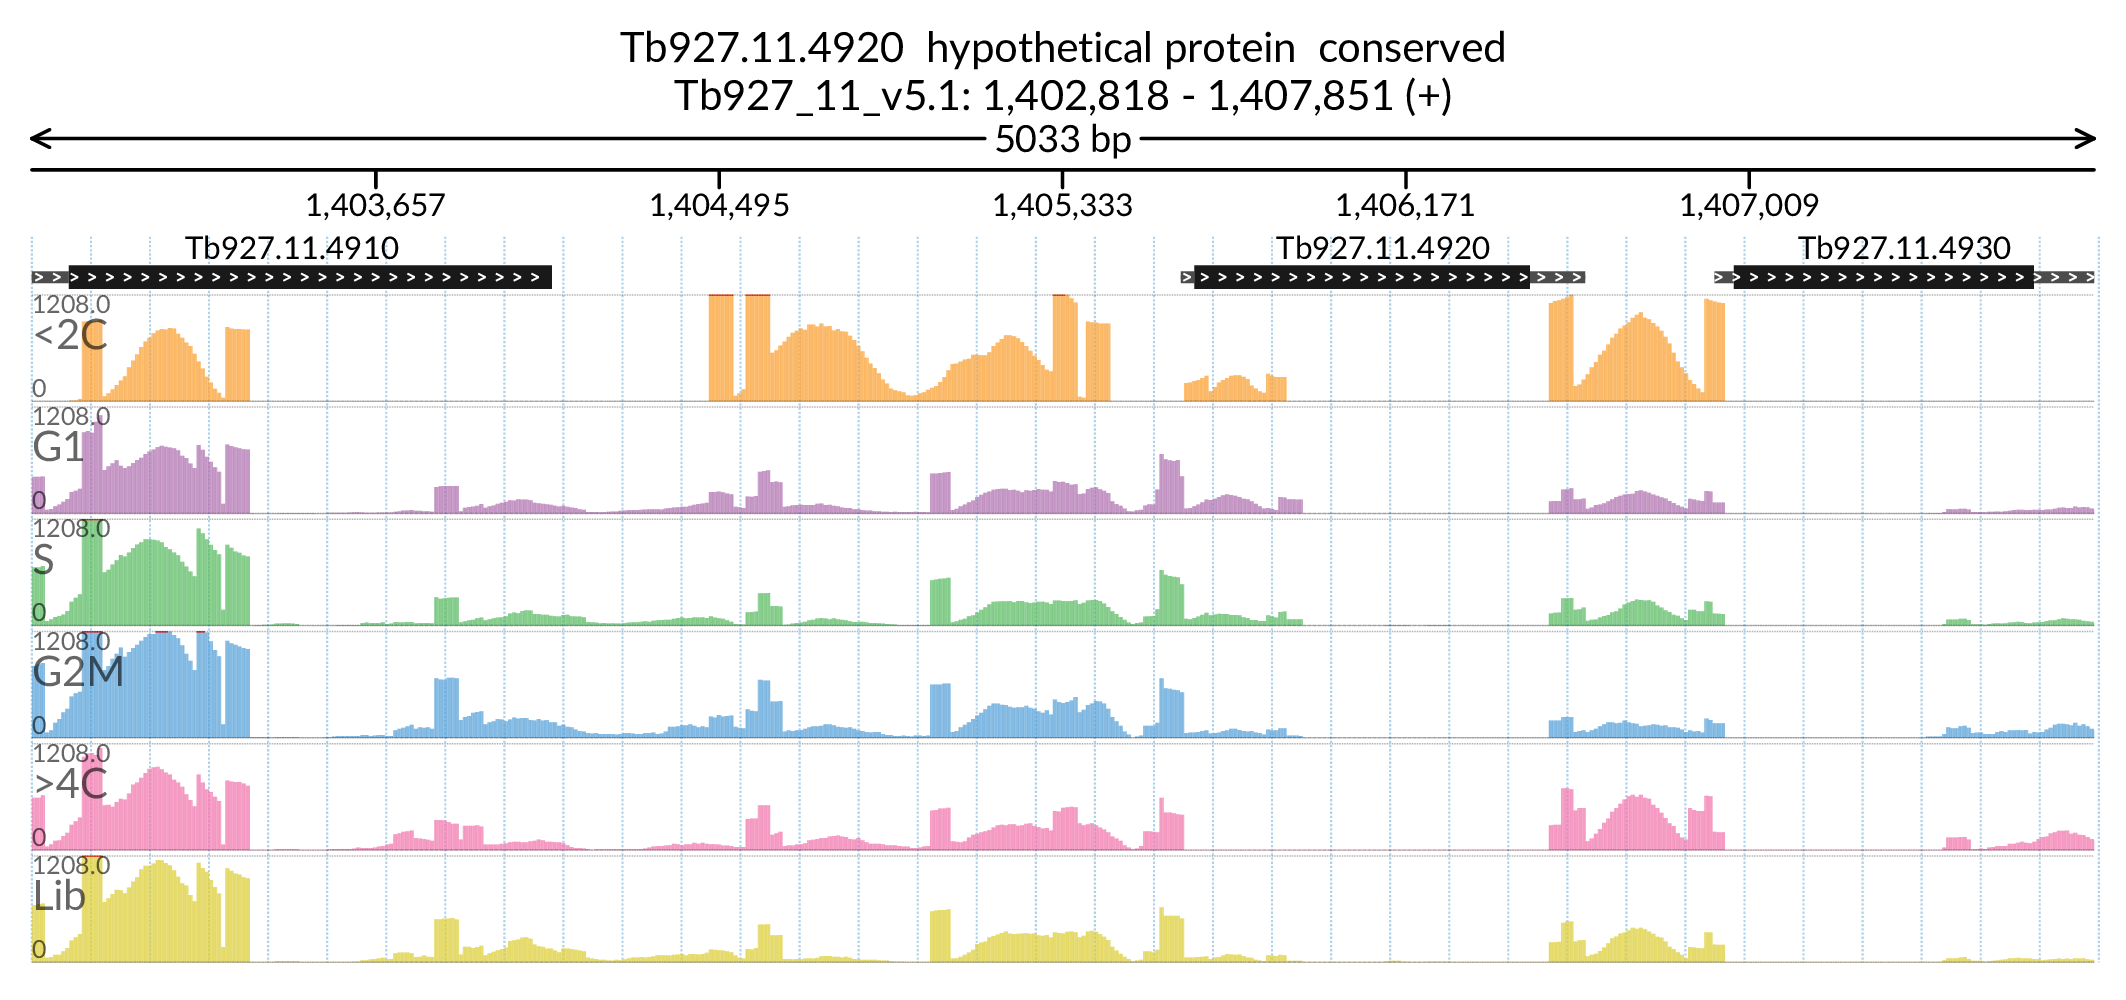 Tb927.11.4920 hypothetical protein conserved
Tb927_11_v5.1: 1,402,818 - 1,407,851 (+)
5033 bp
1,403,657 1,404,495 1,405,333 1,406,171 1,407,009
Tb927.11.4910 Tb927.11.4920 Tb927.11.4930
1208.0
<2C
0
1208.0
G1
0
1208.0
S
0
1208.0
G2M
0
1208.0
>4C
0
1208.0
Lib
0